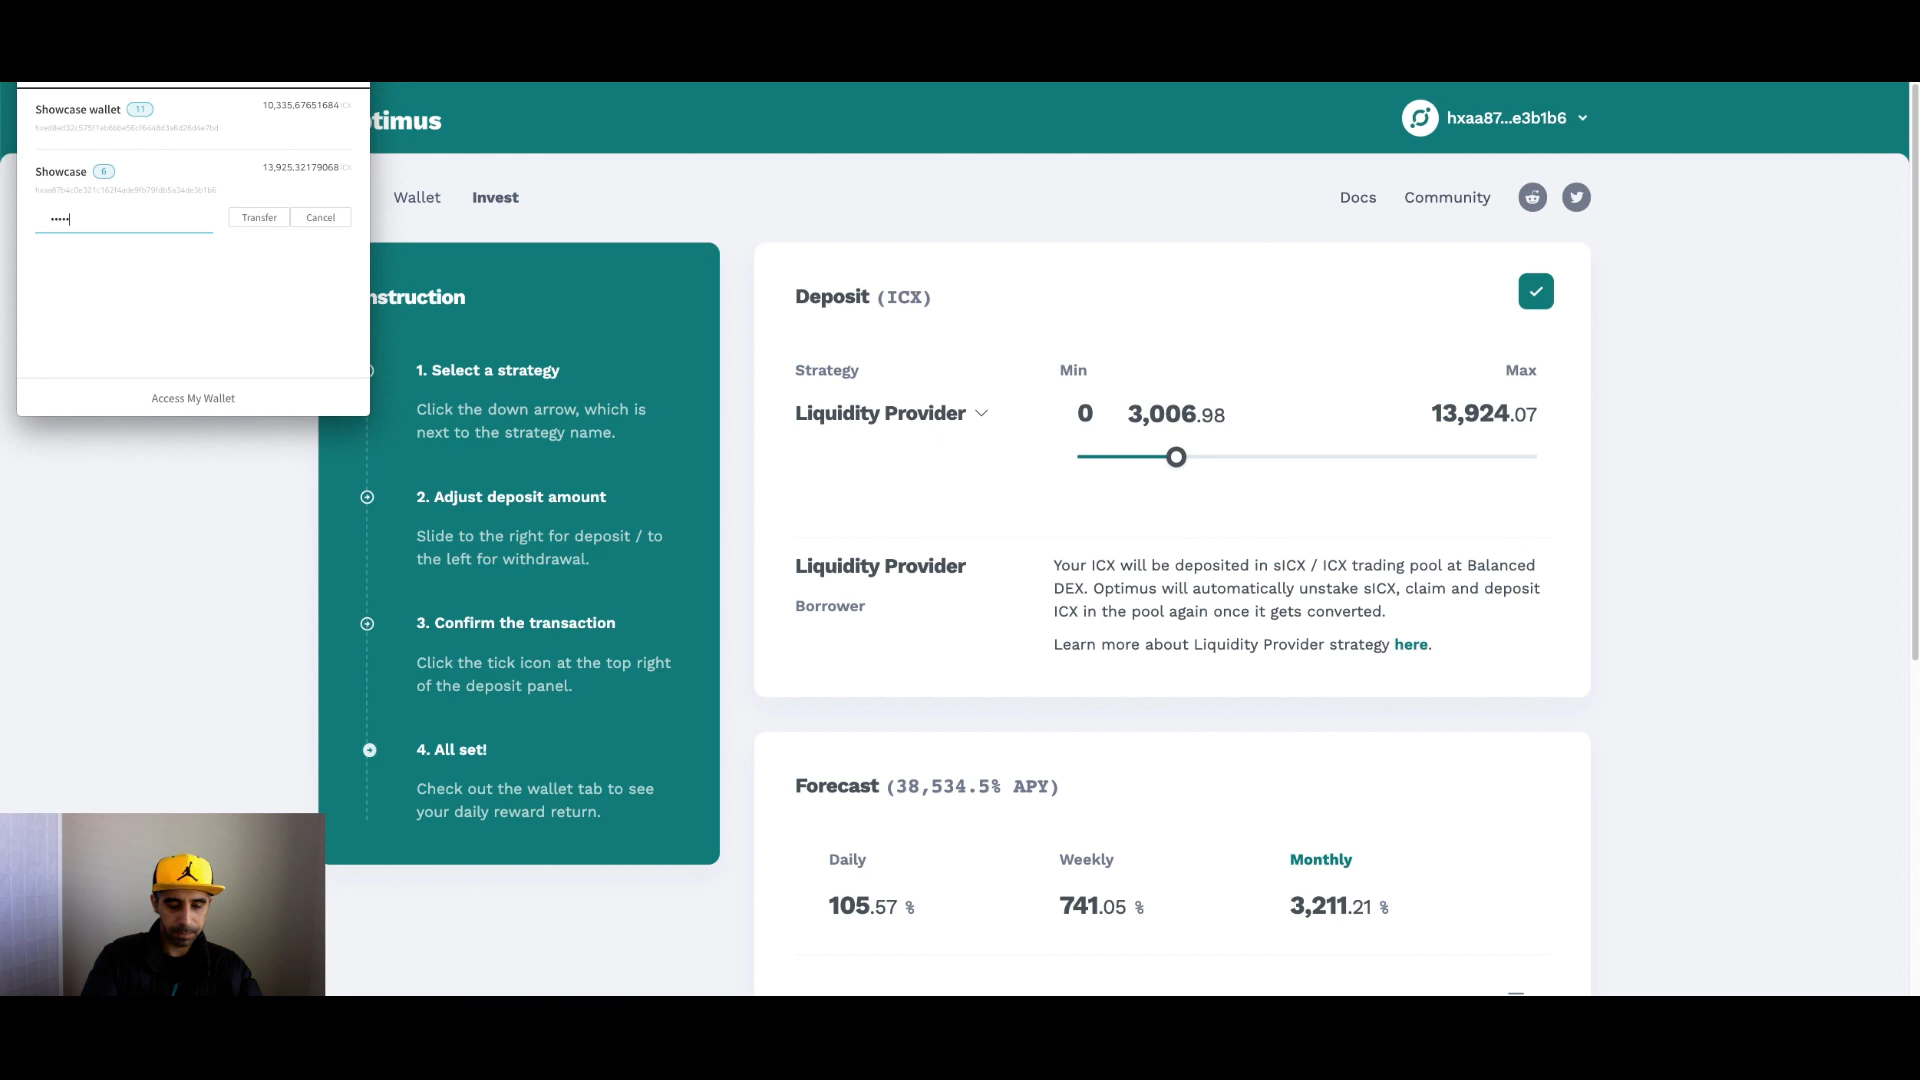 Showcase wallet 11 10,335.67651684 ICX
Showcase 6 13,925.32179068 ICX
•••••
Transfer Cancel
Access My Wallet
timus
hxaa87...e3b1b6
Wallet Invest
Docs Community
nstruction
1. Select a strategy
Click the down arrow, which is
next to the strategy name.
2. Adjust deposit amount
Slide to the right for deposit / to
the left for withdrawal.
3. Confirm the transaction
Click the tick icon at the top right
of the deposit panel.
4. All set!
Check out the wallet tab to see
your daily reward return.
Deposit (ICX)
Strategy Min Max
Liquidity Provider 0 3,006.98 13,924.07
Liquidity Provider
Borrower
Your ICX will be deposited in sICX / ICX trading pool at Balanced
DEX. Optimus will automatically unstake sICX, claim and deposit
ICX in the pool again once it gets converted.
Learn more about Liquidity Provider strategy here.
Forecast (38,534.5% APY)
Daily Weekly Monthly
105.57 % 741.05 % 3,211.21 %